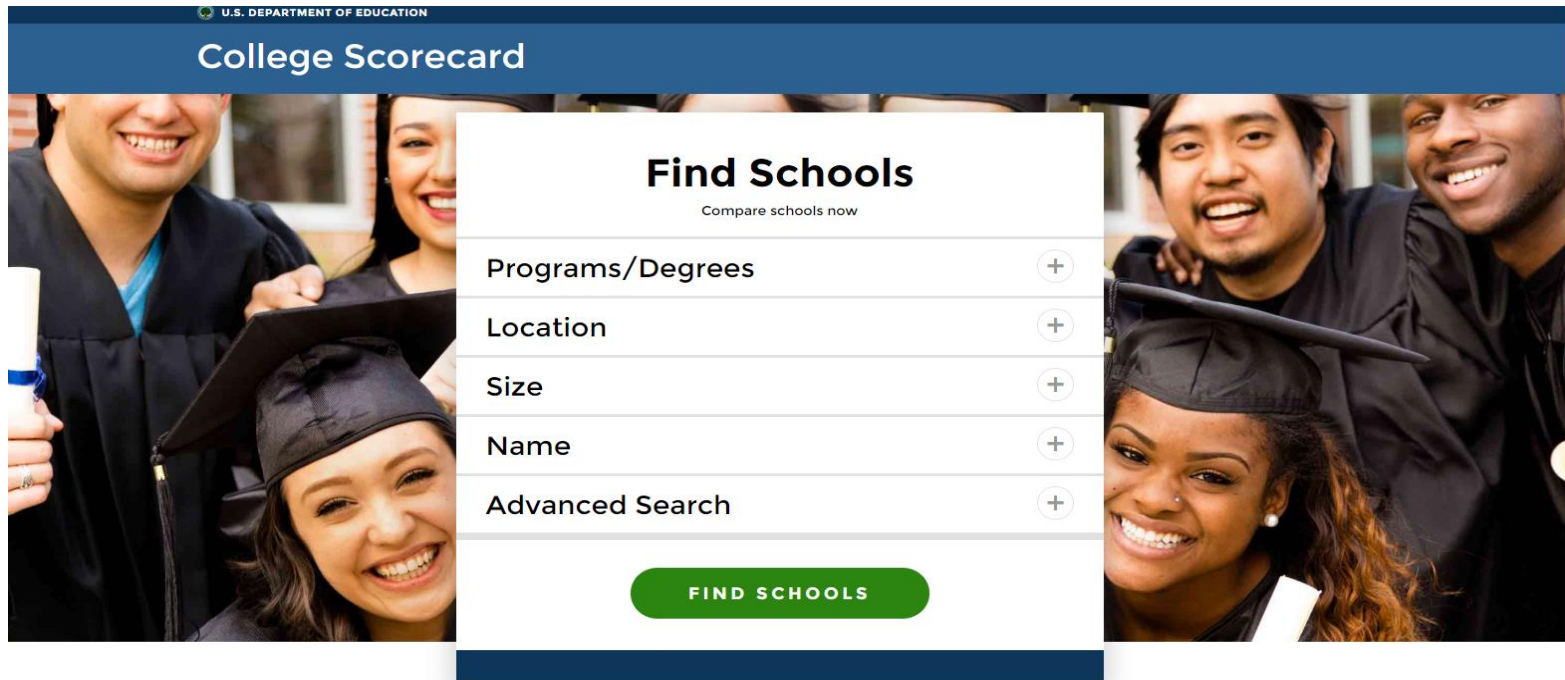 U.S. DEPARTMENT OF EDUCATION
College Scorecard
Find Schools
Compare schools now
Programs/Degrees
Location
Size
Name
Advanced Search
FIND SCHOOLS